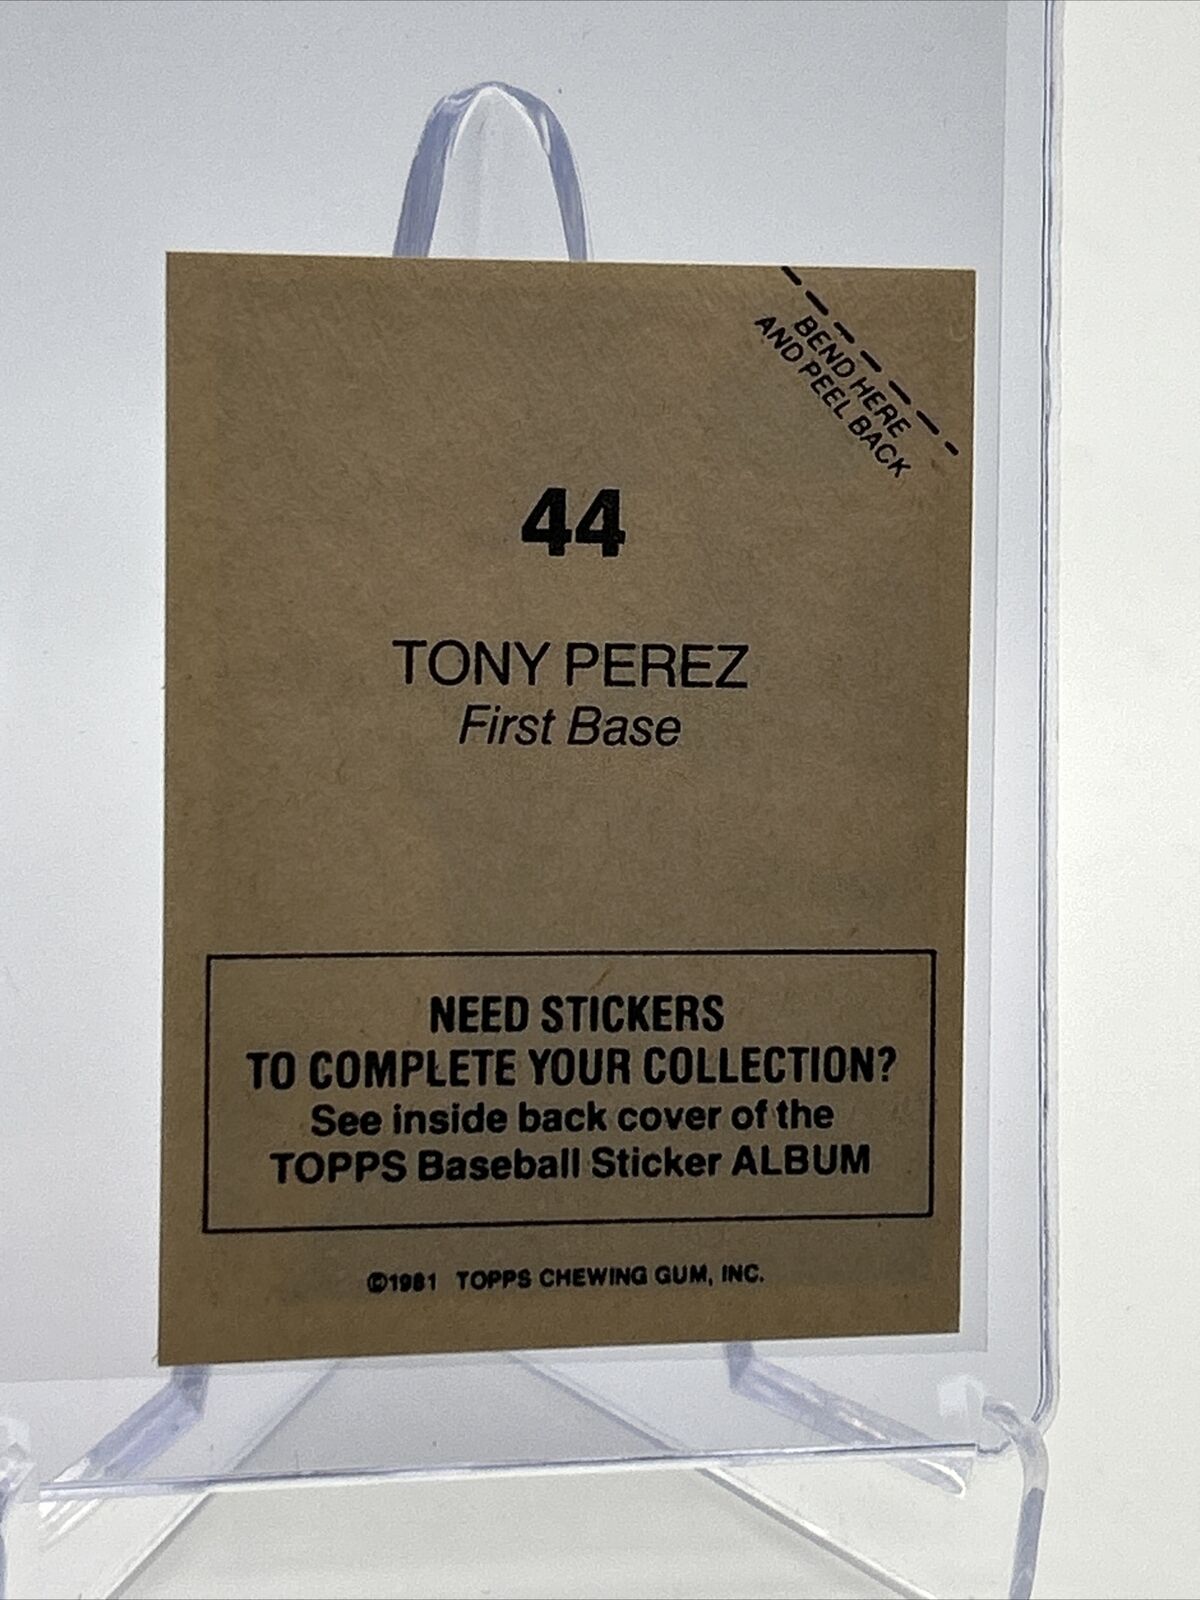 BEND HERE
AND PEEL BACK
44
TONY PEREZ
First Base
NEED STICKERS
TO COMPLETE YOUR COLLECTION?
See inside back cover of the
TOPPS Baseball Sticker ALBUM
©1981 TOPPS CHEWING GUM, INC.